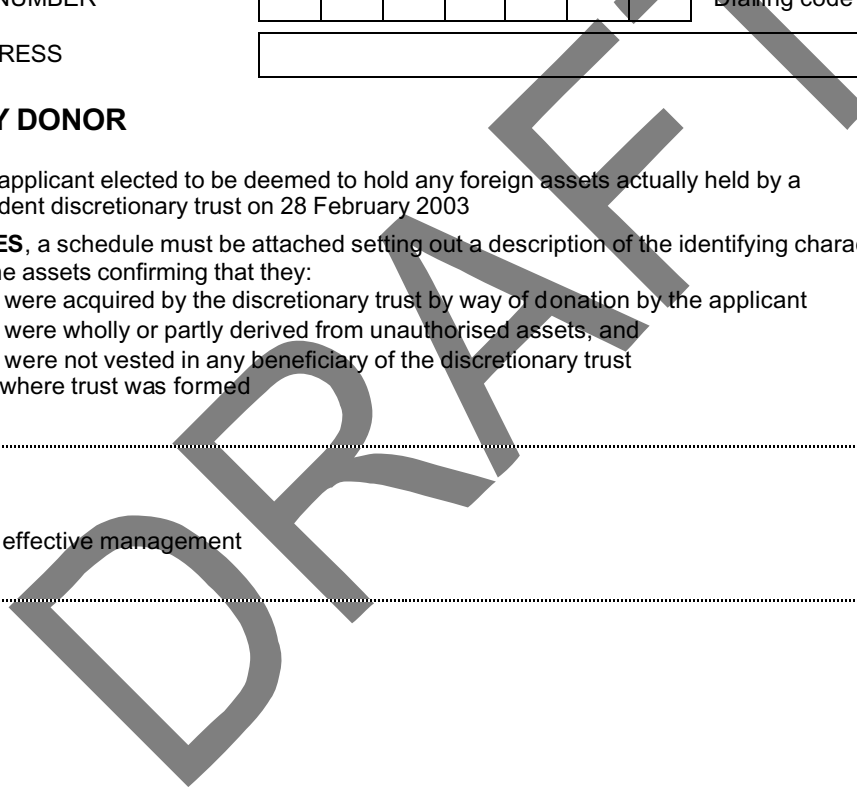 NUMBER Dialling code
RESS
Y DONOR
applicant elected to be deemed to hold any foreign assets actually held by a
dent discretionary trust on 28 February 2003
ES, a schedule must be attached setting out a description of the identifying chara
e assets confirming that they:
were acquired by the discretionary trust by way of donation by the applicant
were wholly or partly derived from unauthorised assets, and
were not vested in any beneficiary of the discretionary trust
where trust was formed
effective management
DRAFT